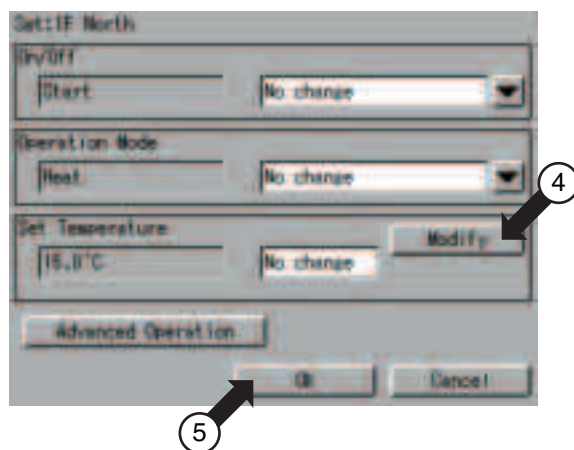 Set:1F North
On/Off
Start No change
Operation Mode
Heat No change
4
Set Temperature
Modify
16.0°C No change
Advanced Operation
OK Cancel
5